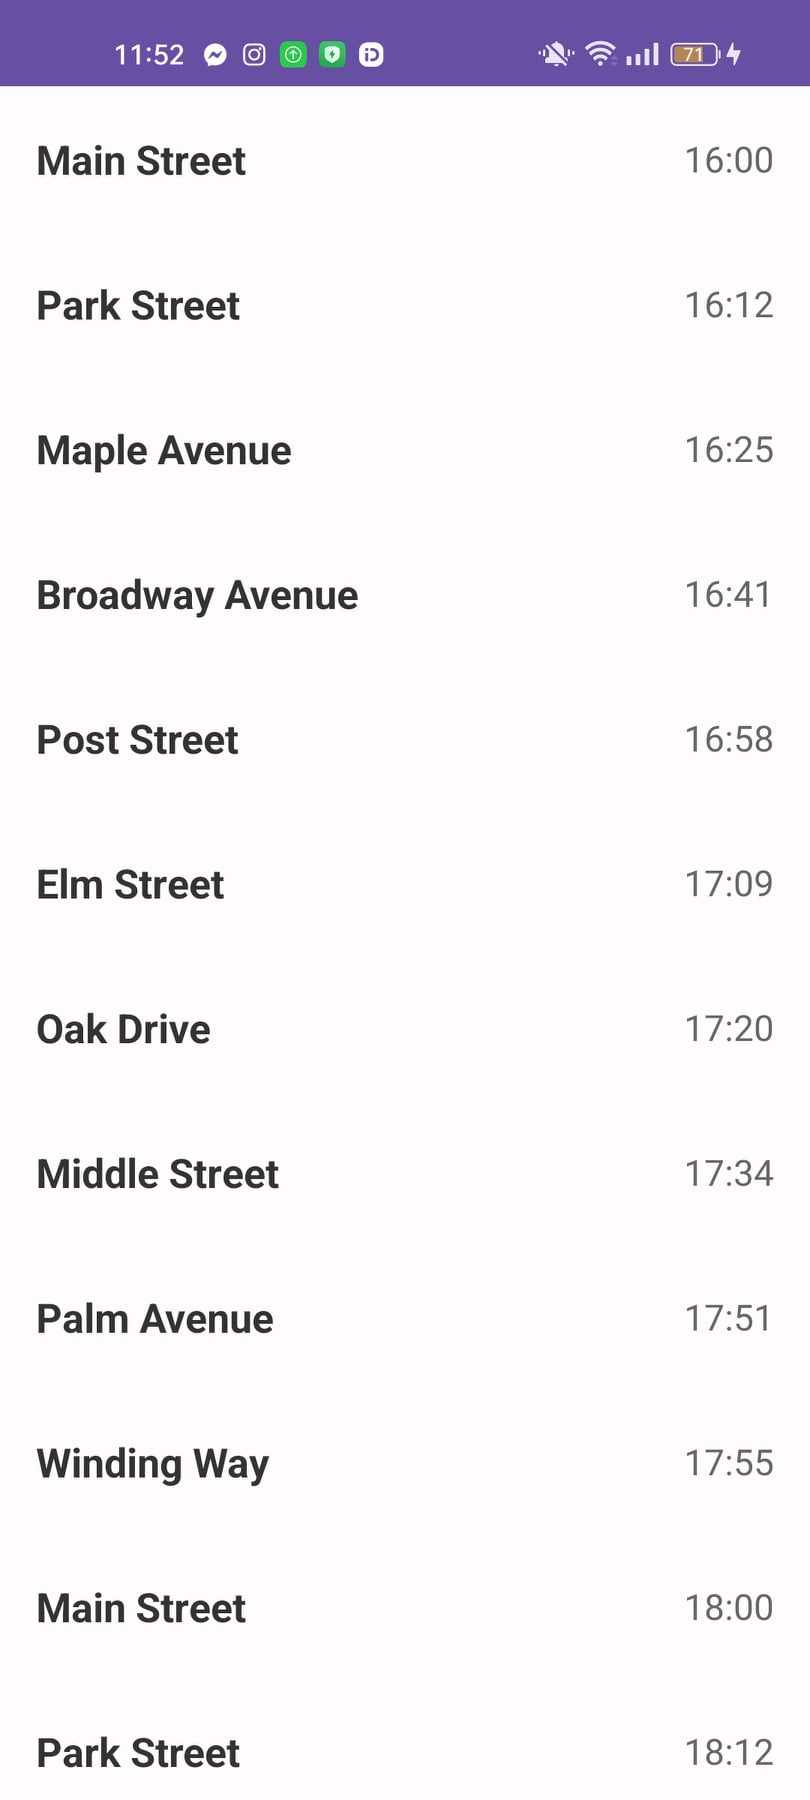 11:52 71
Main Street 16:00
Park Street 16:12
Maple Avenue 16:25
Broadway Avenue 16:41
Post Street 16:58
Elm Street 17:09
Oak Drive 17:20
Middle Street 17:34
Palm Avenue 17:51
Winding Way 17:55
Main Street 18:00
Park Street 18:12